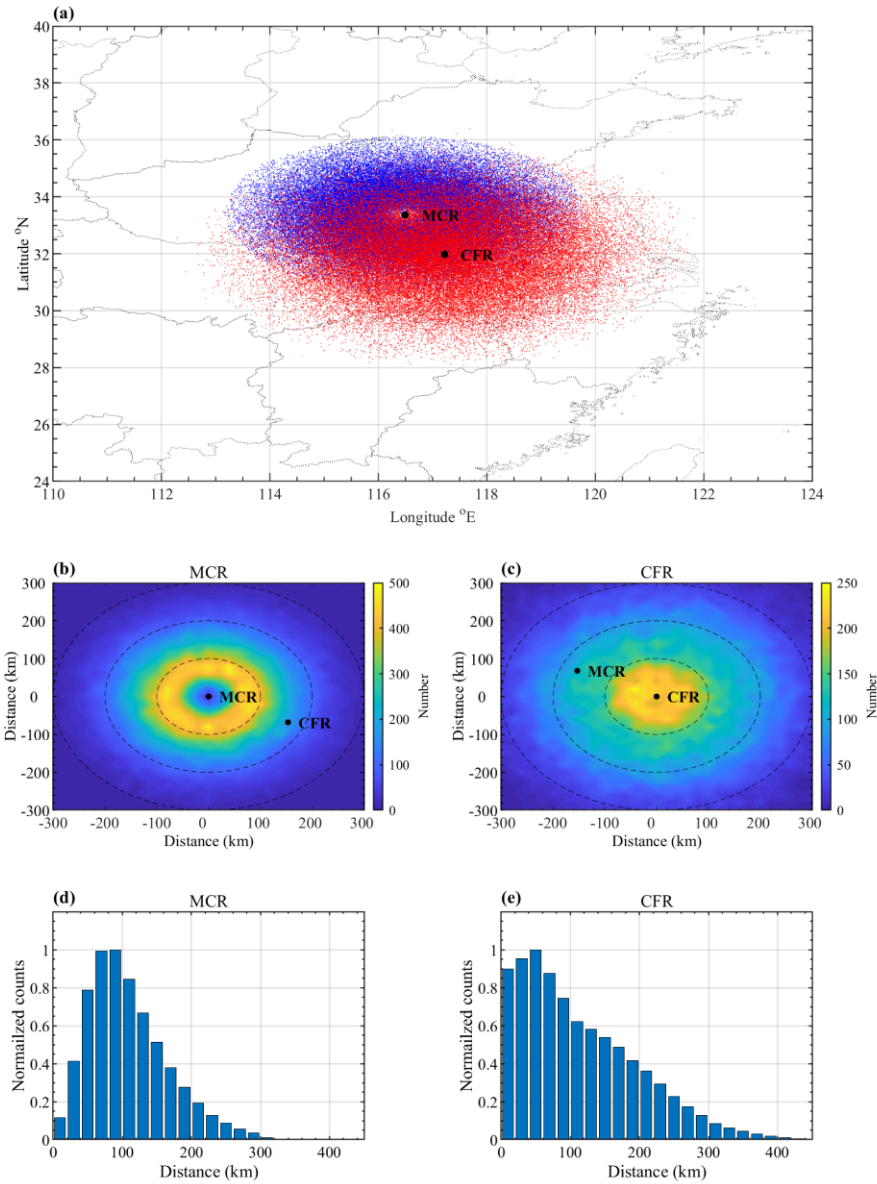 (a)
40
38
36
34
32
30
28
26
24
Latitude °N
MCR
CFR
110 112 114 116 118 120 122 124
Longitude °E
(b) MCR
300
200
100
0
-100
-200
-300
Distance (km)
MCR
CFR
-300 -200 -100 0 100 200 300
Distance (km)
500
400
300
200
100
0
Number
(c) CFR
300
200
100
0
-100
-200
-300
Distance (km)
MCR
CFR
-300 -200 -100 0 100 200 300
Distance (km)
250
200
150
100
50
0
Number
(d) MCR
1
0.8
0.6
0.4
0.2
0
Normailzed counts
0 100 200 300 400
Distance (km)
(e) CFR
1
0.8
0.6
0.4
0.2
0
Normailzed counts
0 100 200 300 400
Distance (km)